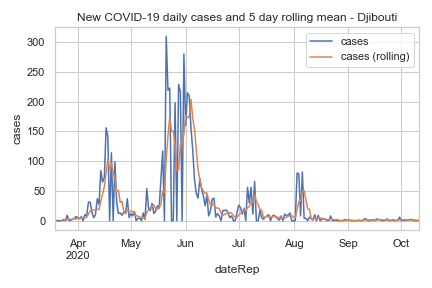 New COVID-19 daily cases and 5 day rolling mean - Djibouti
cases
cases (rolling)
300
250
200
150
100
50
0
cases
Apr
2020
May
Jun
Jul
Aug
Sep
Oct
dateRep